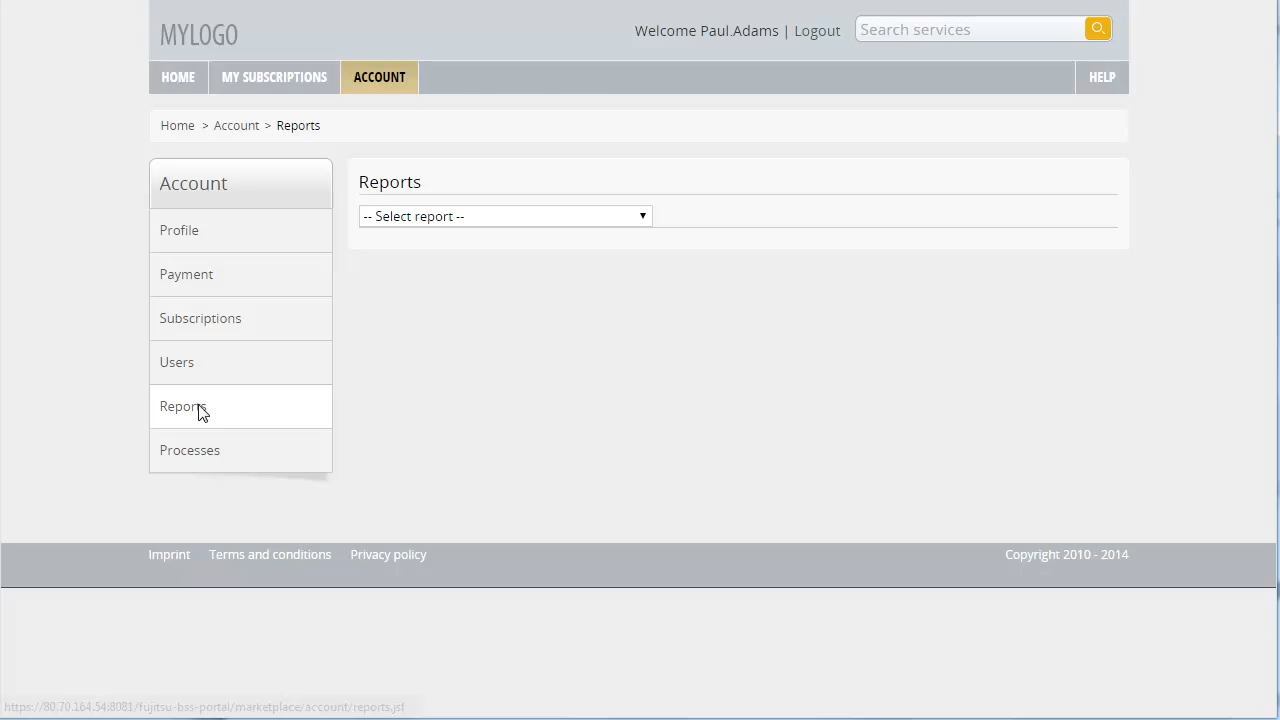 MYLOGO
Welcome Paul.Adams | Logout
Search services
HOME
MY SUBSCRIPTIONS
ACCOUNT
HELP
Home > Account > Reports
Account
Profile
Payment
Subscriptions
Users
Reports
Processes
Reports
-- Select report --
Imprint
Terms and conditions
Privacy policy
Copyright 2010 - 2014
https://80.70.164.54:8081/fujitsu-bss-portal/marketplace/account/reports.jsf